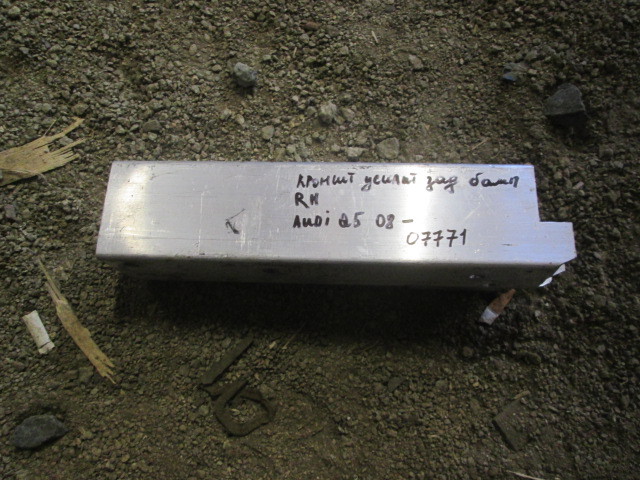 кроншт усилит зад бамп
RH
AUDI Q5 08-
07771